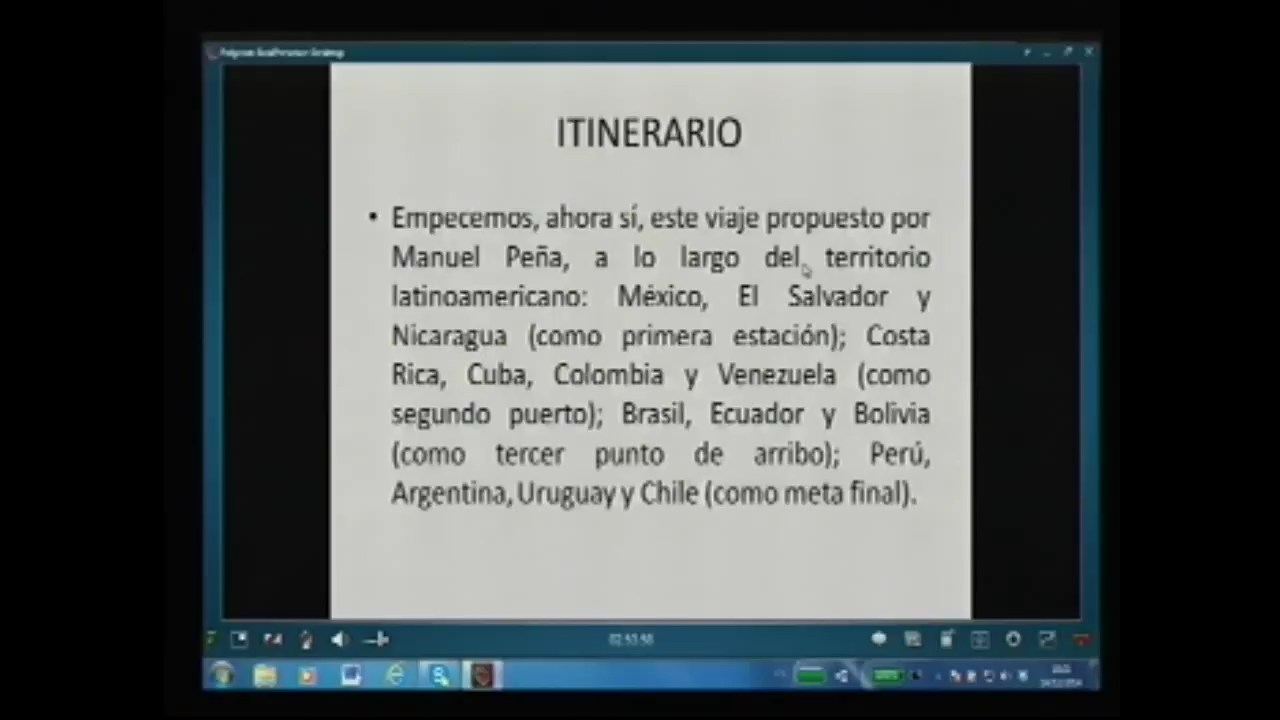 ITINERARIO
• Empecemos, ahora sí, este viaje propuesto por
Manuel Peña, a lo largo del territorio
latinoamericano: México, El Salvador y
Nicaragua (como primera estación); Costa
Rica, Cuba, Colombia y Venezuela (como
segundo puerto); Brasil, Ecuador y Bolivia
(como tercer punto de arribo); Perú,
Argentina, Uruguay y Chile (como meta final).